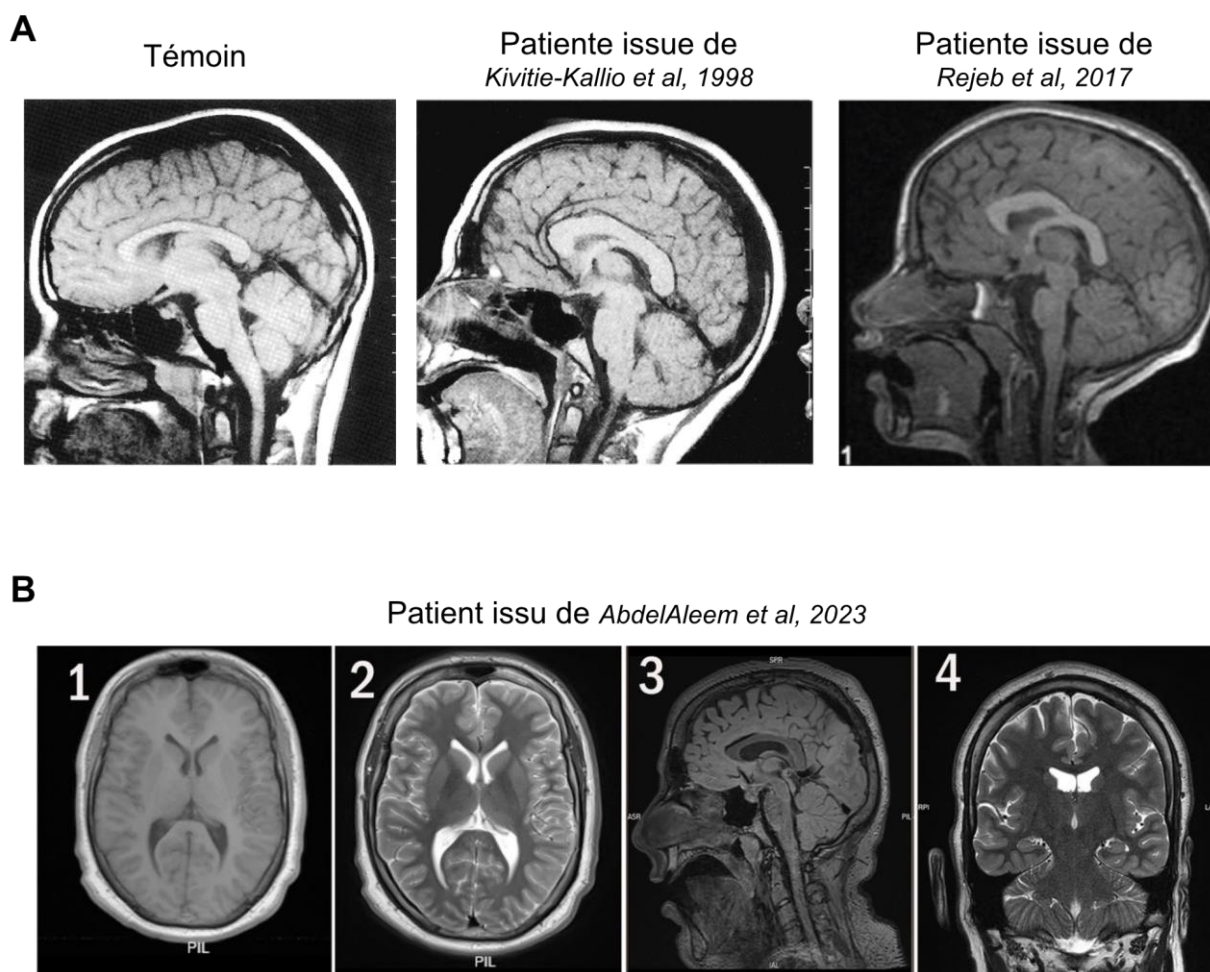 A
Témoin
Patiente issue de
Kivitie-Kallio et al, 1998
Patiente issue de
Rejeb et al, 2017
1
B
Patient issu de AbdelAleem et al, 2023
1
PIL
2
PIL
3
SPR
ASR
PIL
4
RPI